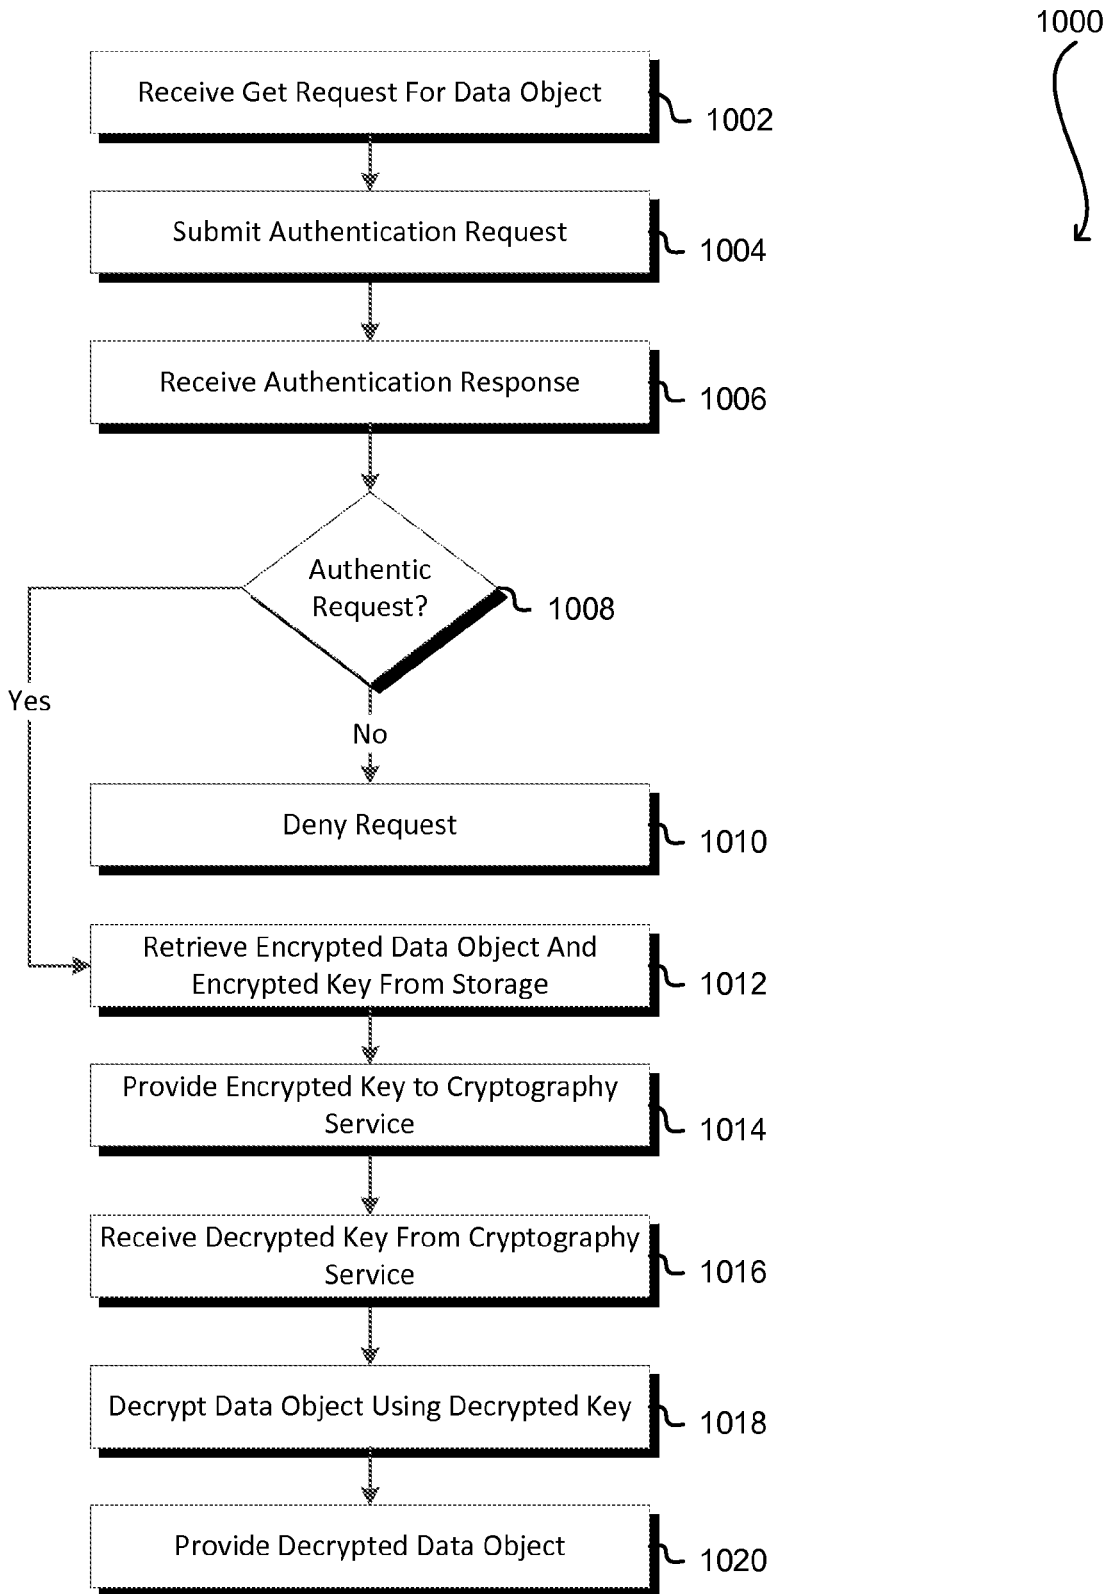 1000
Receive Get Request For Data Object
1002
Submit Authentication Request
1004
Receive Authentication Response
1006
Authentic
Request?
1008
Yes
No
Deny Request
1010
Retrieve Encrypted Data Object And
Encrypted Key From Storage
1012
Provide Encrypted Key to Cryptography
Service
1014
Receive Decrypted Key From Cryptography
Service
1016
Decrypt Data Object Using Decrypted Key
1018
Provide Decrypted Data Object
1020